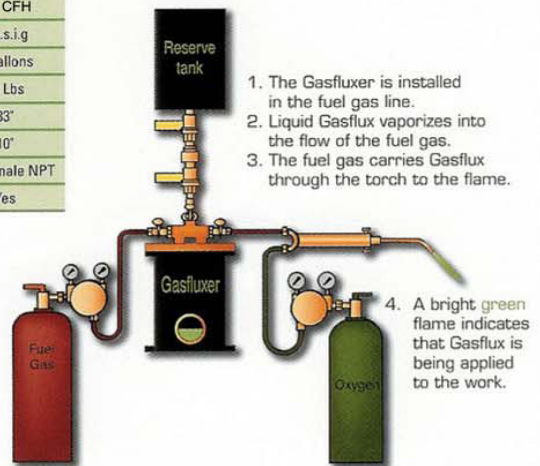 CFH
s.i.g
allons
Lbs
33"
10"
male NPT
Yes
Reserve
tank
1. The Gasfluxer is installed
in the fuel gas line.
2. Liquid Gasflux vaporizes into
the flow of the fuel gas.
3. The fuel gas carries Gasflux
through the torch to the flame.
Gasfluxer
Fuel
Gas
Oxygen
4. A bright green
flame indicates
that Gasflux is
being applied
to the work.